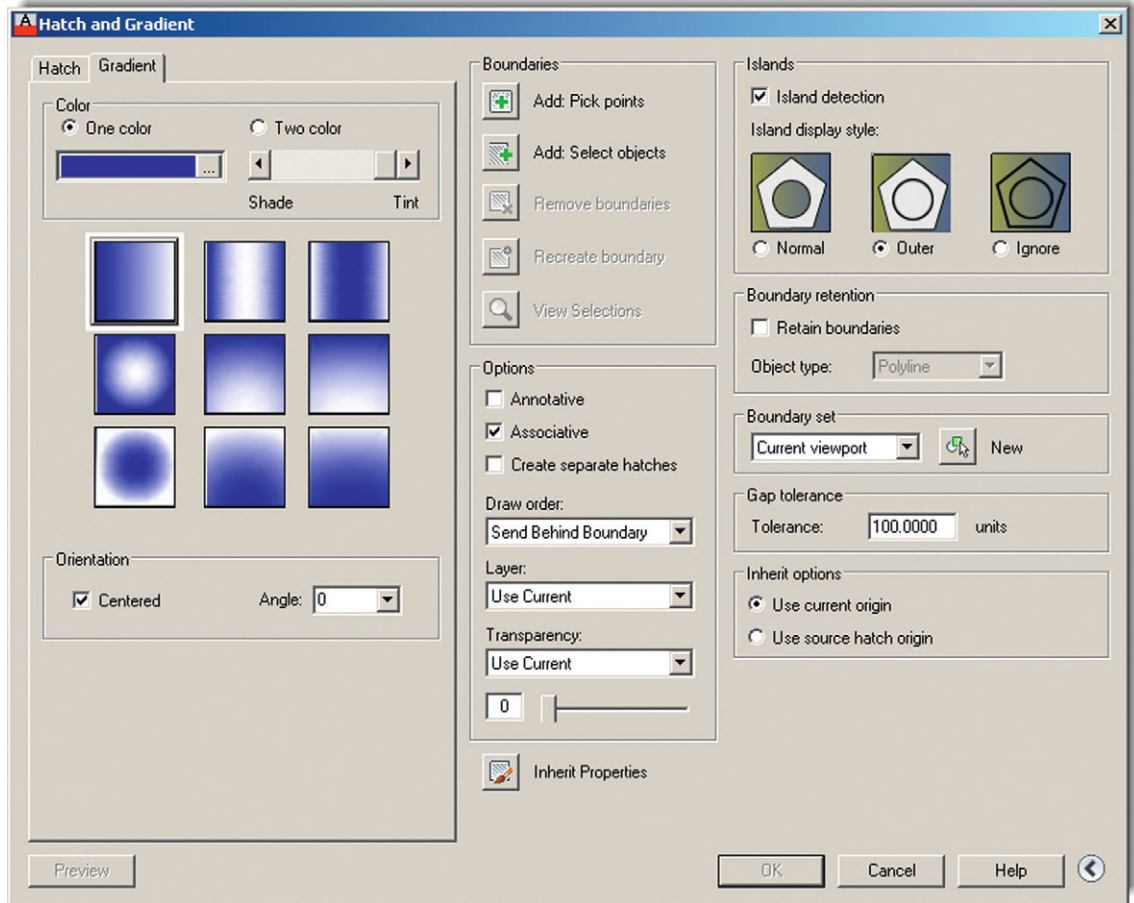 Hatch and Gradient
Hatch
Gradient
Color
One color
Two color
...
Shade
Tint
Orientation
Centered
Angle:
0
Boundaries
Add: Pick points
Add: Select objects
Remove boundaries
Recreate boundary
View Selections
Options
Annotative
Associative
Create separate hatches
Draw order:
Send Behind Boundary
Layer:
Use Current
Transparency:
Use Current
0
Inherit Properties
Islands
Island detection
Island display style:
Normal
Outer
Ignore
Boundary retention
Retain boundaries
Object type:
Polyline
Boundary set
Current viewport
New
Gap tolerance
Tolerance:
100.0000
units
Inherit options
Use current origin
Use source hatch origin
Preview
OK
Cancel
Help